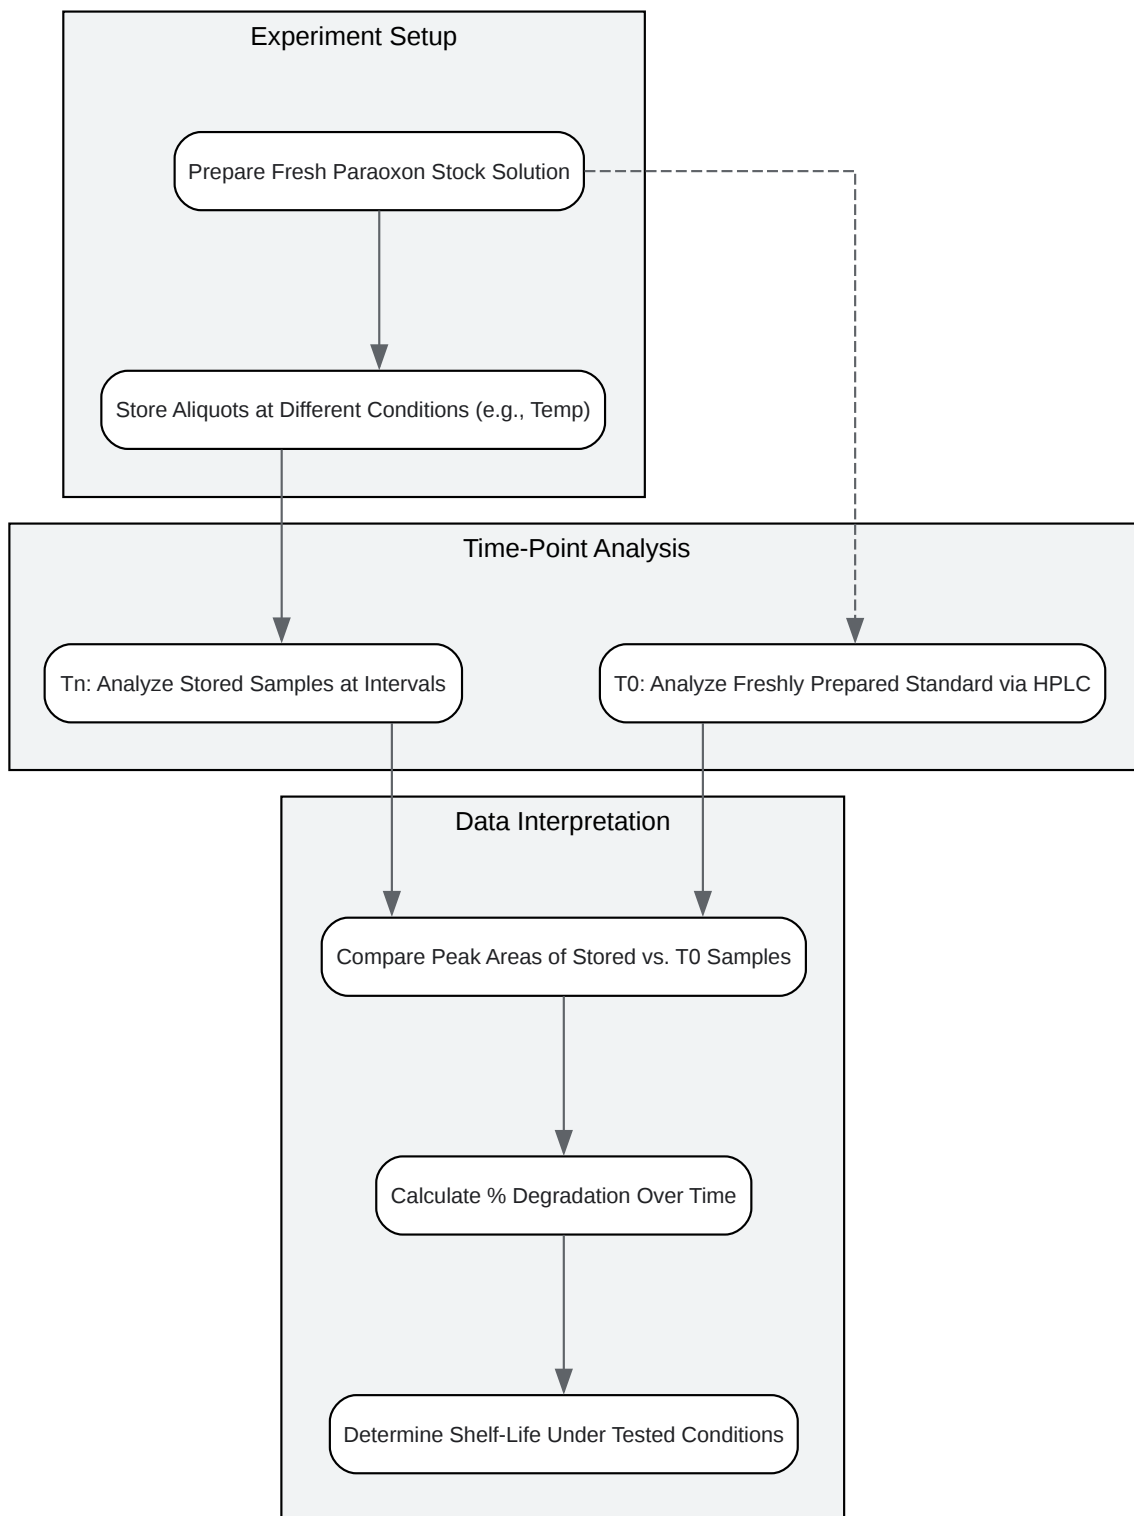 Experiment Setup
Prepare Fresh Paraoxon Stock Solution
Store Aliquots at Different Conditions (e.g., Temp)
Time-Point Analysis
Tn: Analyze Stored Samples at Intervals
T0: Analyze Freshly Prepared Standard via HPLC
Data Interpretation
Compare Peak Areas of Stored vs. T0 Samples
Calculate % Degradation Over Time
Determine Shelf-Life Under Tested Conditions